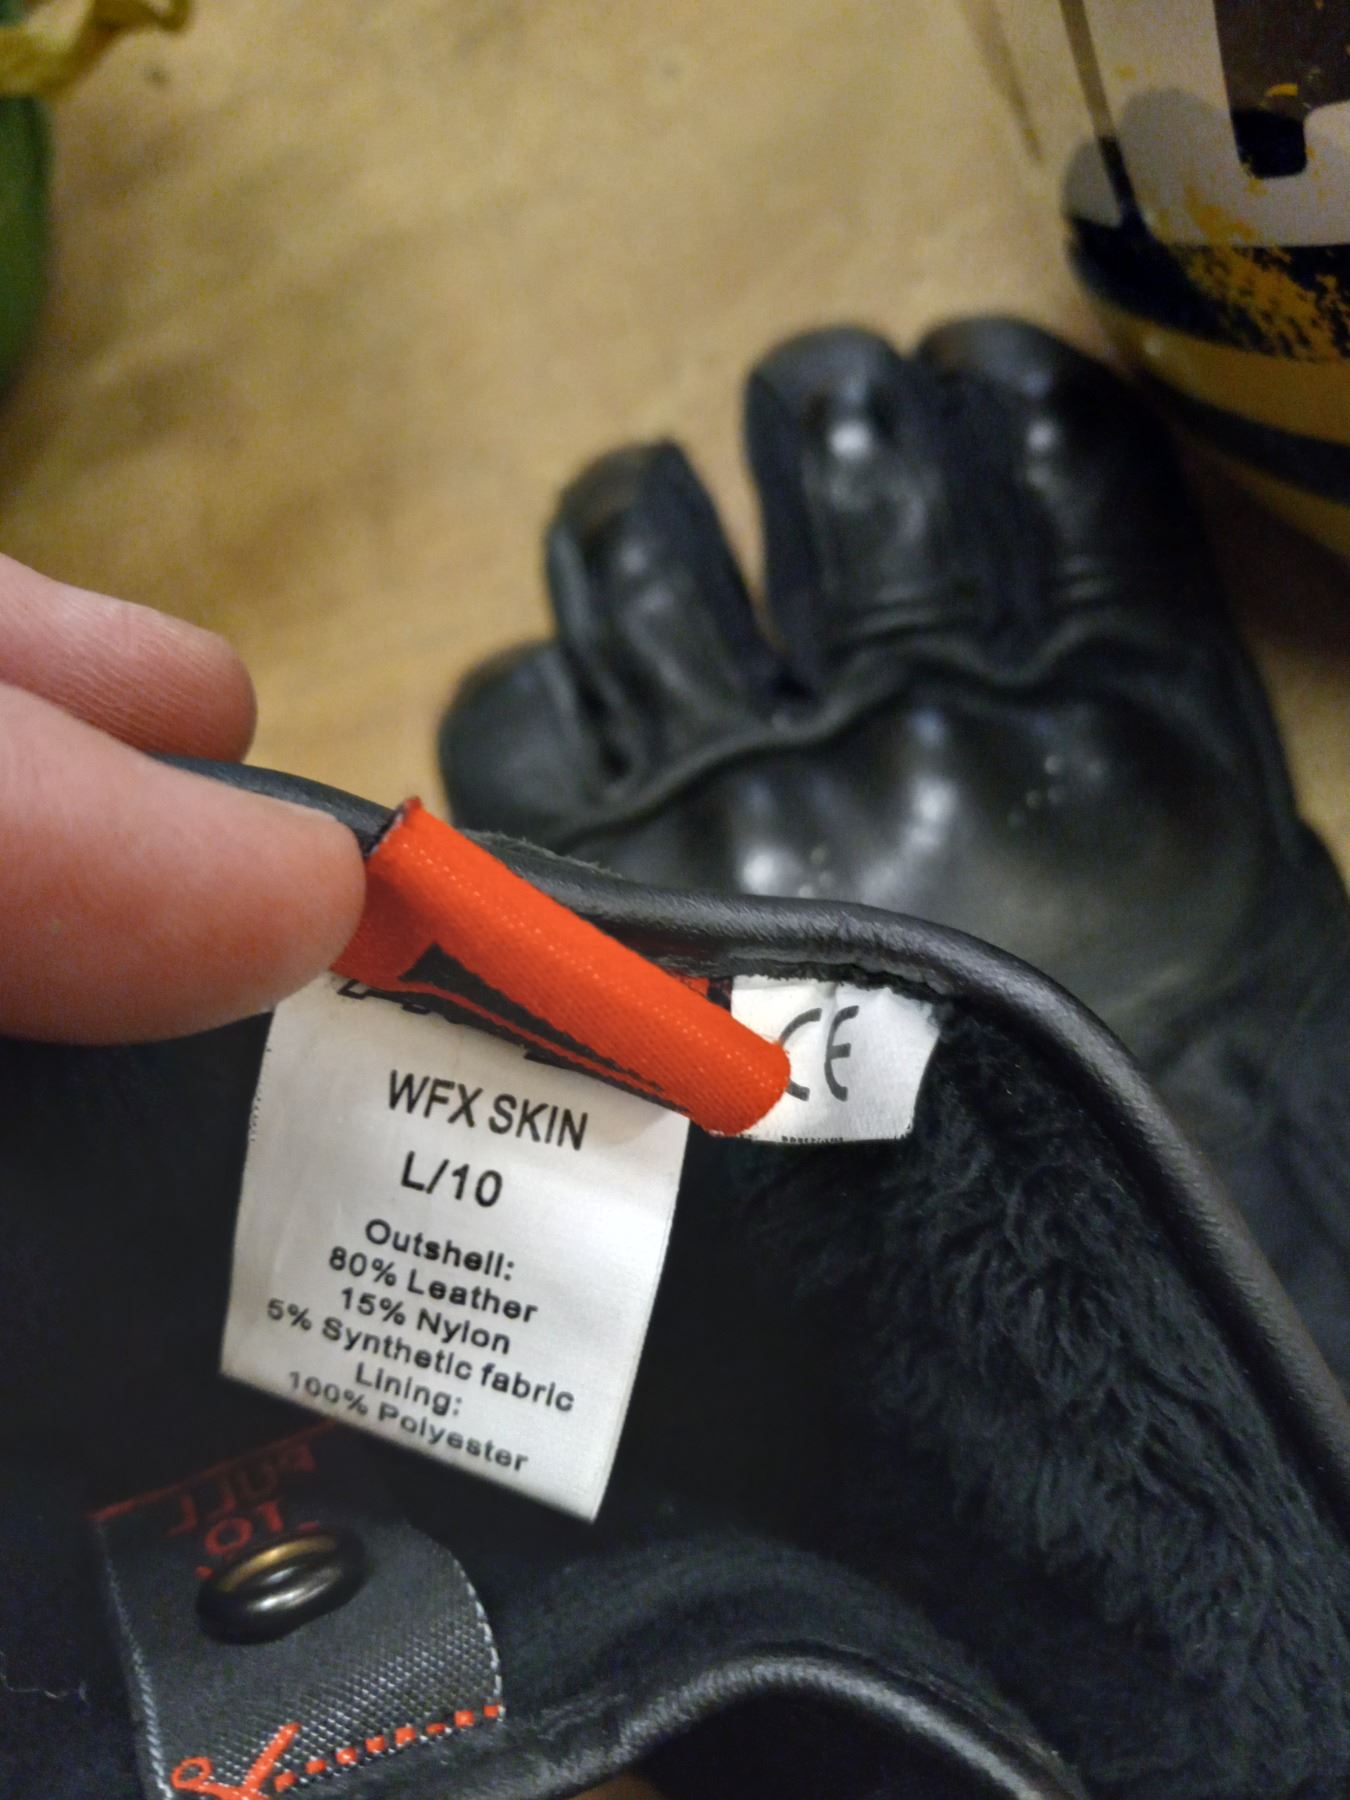 CE
WFX SKIN
L/10
Outshell:
80% Leather
15% Nylon
5% Synthetic fabric
Lining:
100% Polyester